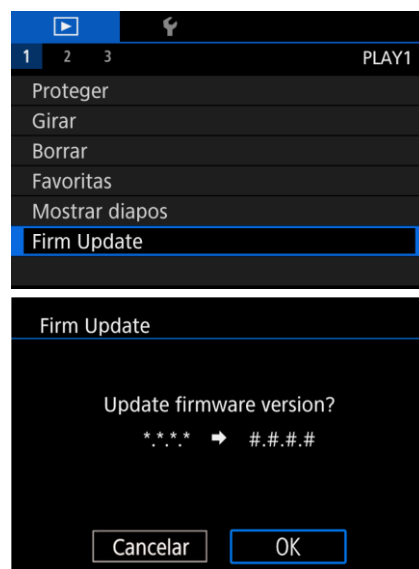 1 2 3 PLAY1
Proteger
Girar
Borrar
Favoritas
Mostrar diapos
Firm Update
Firm Update
Update firmware version?
*.*.*.* ➡ #.#.#.#
Cancelar OK